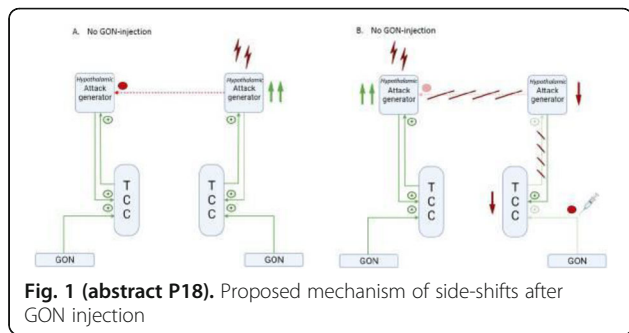 A. No GON-injection
B. No GON-injection
Hypothalamic
Attack
generator
Hypothalamic
Attack
generator
Hypothalamic
Attack
generator
Hypothalamic
Attack
generator
T
C
C
T
C
C
T
C
C
T
C
C
GON
GON
GON
GON
Fig. 1 (abstract P18). Proposed mechanism of side-shifts after
GON injection